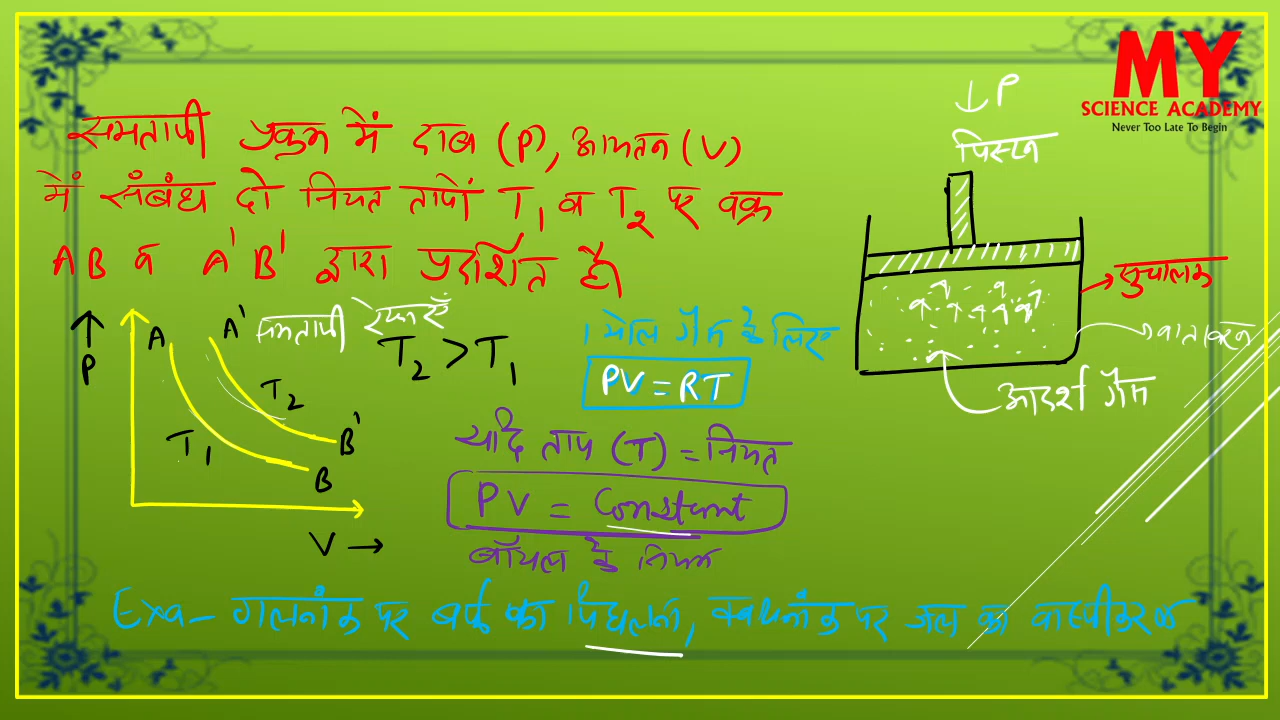 MY
SCIENCE ACADEMY
Never Too Late To Begin
समतापी प्रक्रम में दाब (P), आयतन (V)
में संबंध दो नियत तापों T₁ व T₂ पर वक्र
AB व A'B' द्वारा प्रदर्शित है।
↓ P
पिस्टन
सुचालक
वातावरन
आदर्श गैस
समतापी रेखाएँ
T₂ > T₁
P
A
A'
T₂
T₁
B'
B
V →
1 मोल गैस के लिए
PV = RT
यदि ताप (T) = नियत
PV = Constant
बॉयल के नियम
Exa - गलनांक पर बर्फ का पिघलना, क्वथनांक पर जल का वाष्पीकरण